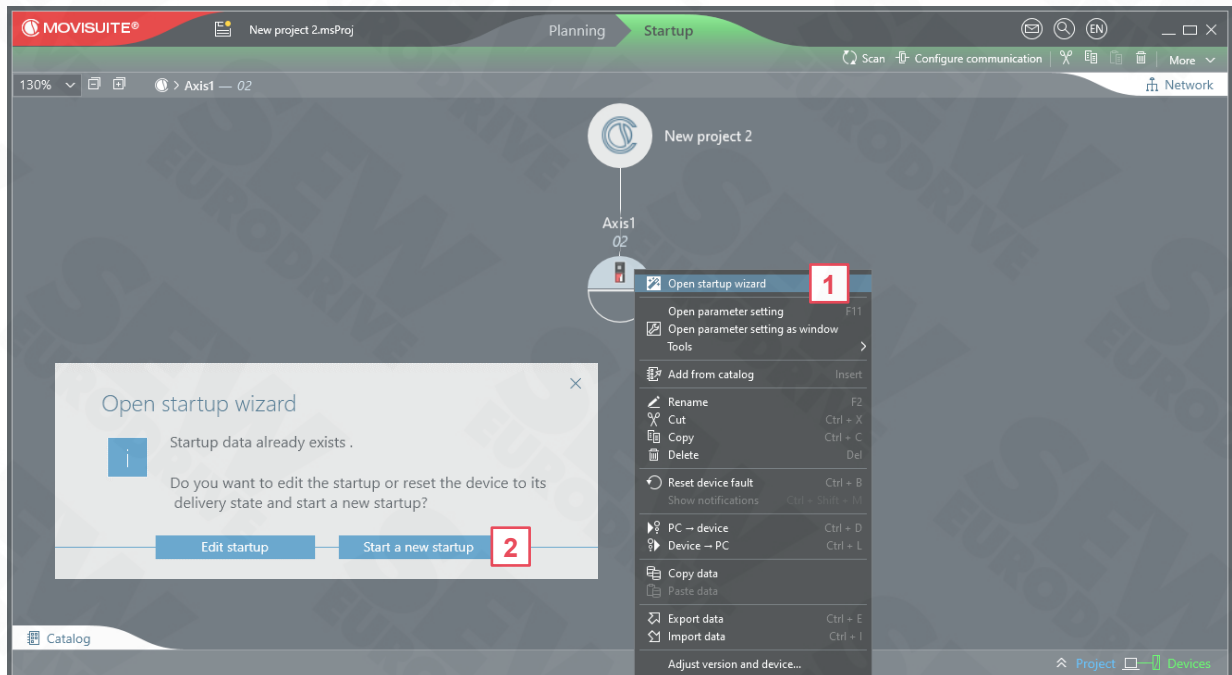 MOVISUITE®
New project 2.msProj
Planning
Startup
EN
Scan
Configure communication
More
130%
> Axis1 — 02
Network
New project 2
Axis1
02
Open startup wizard
1
Open parameter setting F11
Open parameter setting as window
Tools
Add from catalog Insert
Rename F2
Cut Ctrl + X
Copy Ctrl + C
Delete Del
Reset device fault Ctrl + B
Show notifications Ctrl + Shift + M
PC → device Ctrl + D
Device → PC Ctrl + L
Copy data
Paste data
Export data Ctrl + E
Import data Ctrl + I
Adjust version and device...
Open startup wizard
i
Startup data already exists .
Do you want to edit the startup or reset the device to its
delivery state and start a new startup?
Edit startup
Start a new startup
2
Catalog
Project
Devices
SEW
EURODRIVE